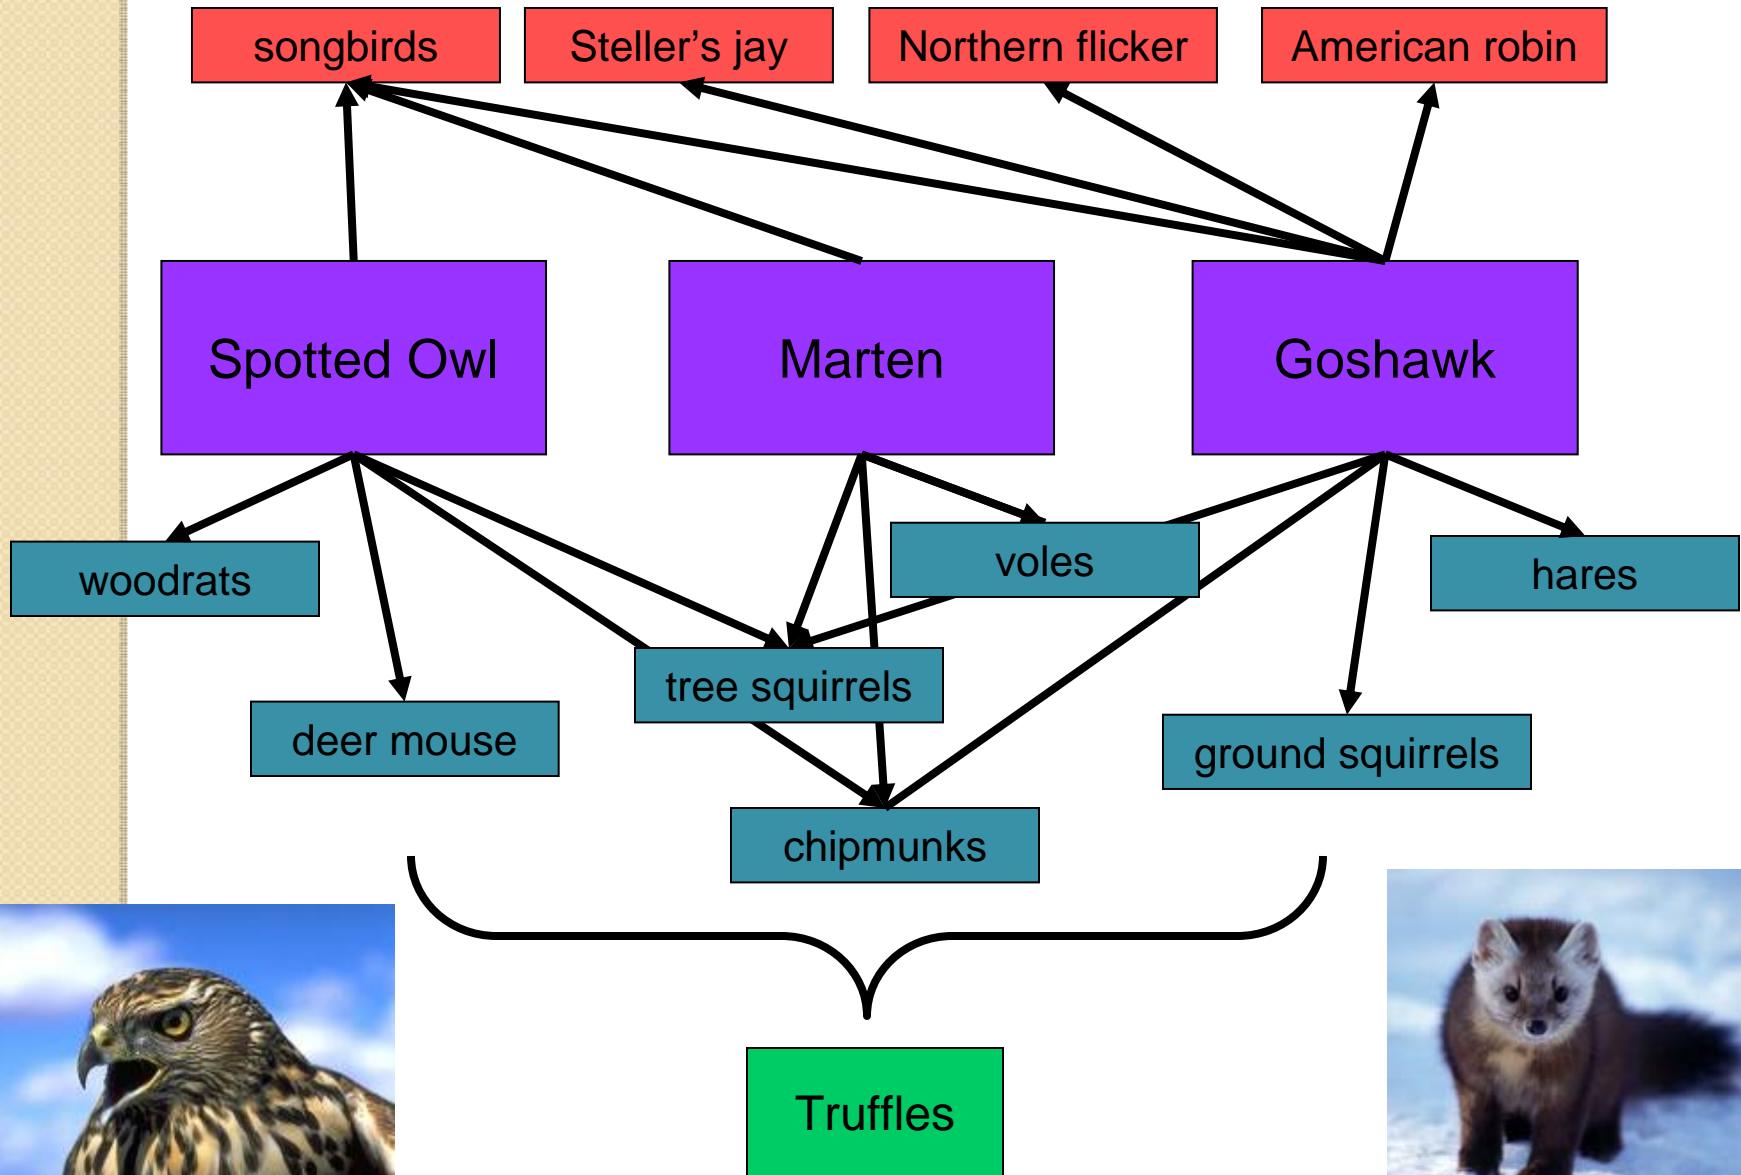 songbirds
Steller’s jay
Northern flicker
American robin
Spotted Owl
Marten
Goshawk
woodrats
voles
hares
tree squirrels
deer mouse
ground squirrels
chipmunks
Truffles